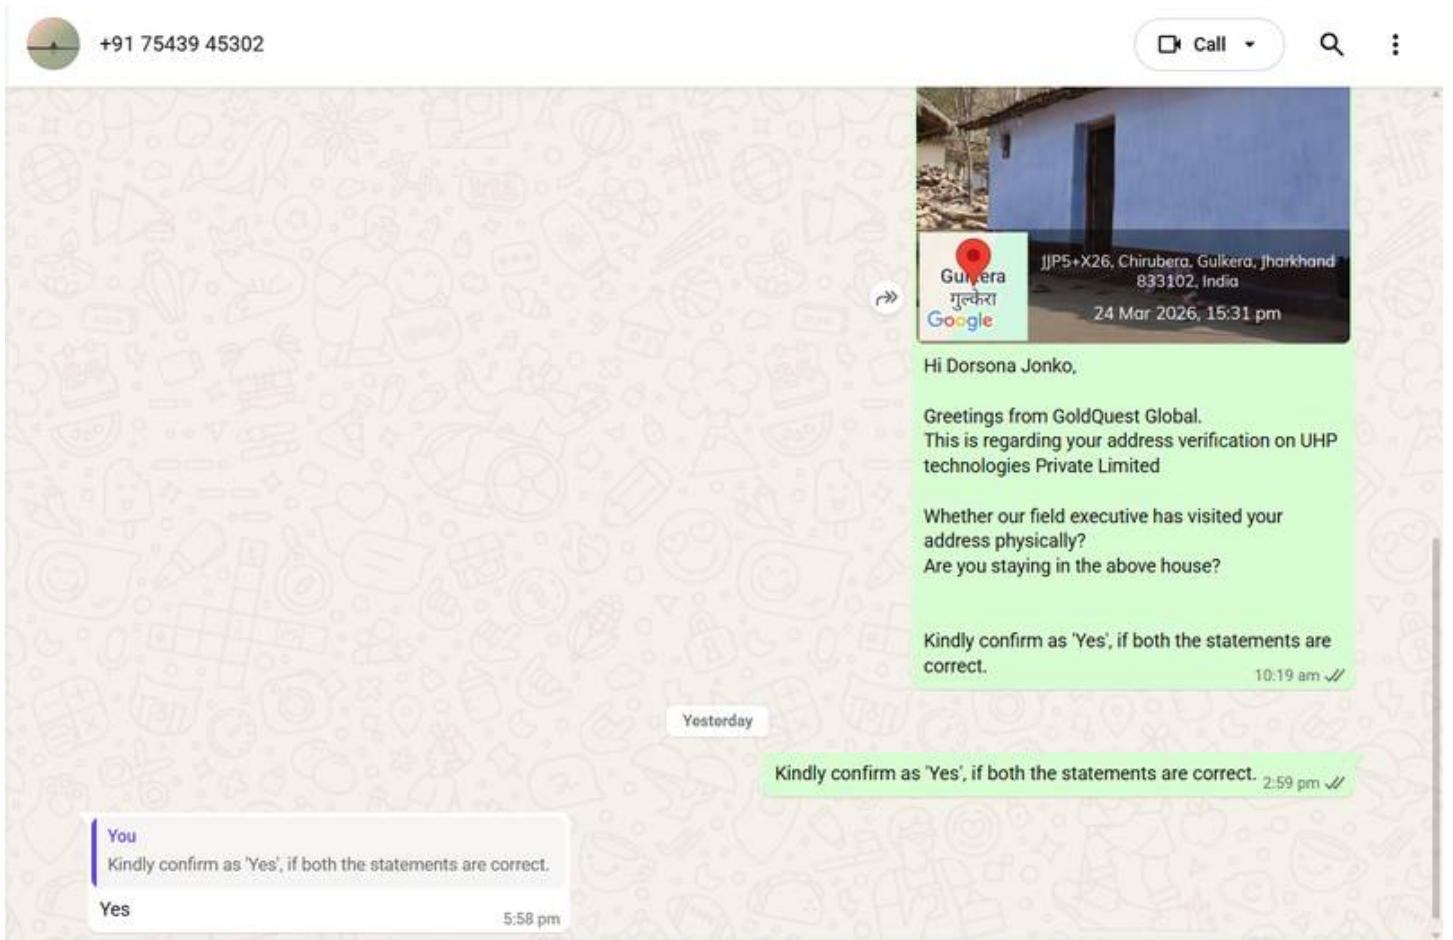 +91 75439 45302
Call
Gulkera
गुल्केरा
Google
JJP5+X26, Chirubera, Gulkera, Jharkhand
833102, India
24 Mar 2026, 15:31 pm
Hi Dorsona Jonko,
Greetings from GoldQuest Global.
This is regarding your address verification on UHP
technologies Private Limited
Whether our field executive has visited your
address physically?
Are you staying in the above house?
Kindly confirm as 'Yes', if both the statements are
correct.
10:19 am
Yesterday
Kindly confirm as 'Yes', if both the statements are correct. 2:59 pm
You
Kindly confirm as 'Yes', if both the statements are correct.
Yes
5:58 pm